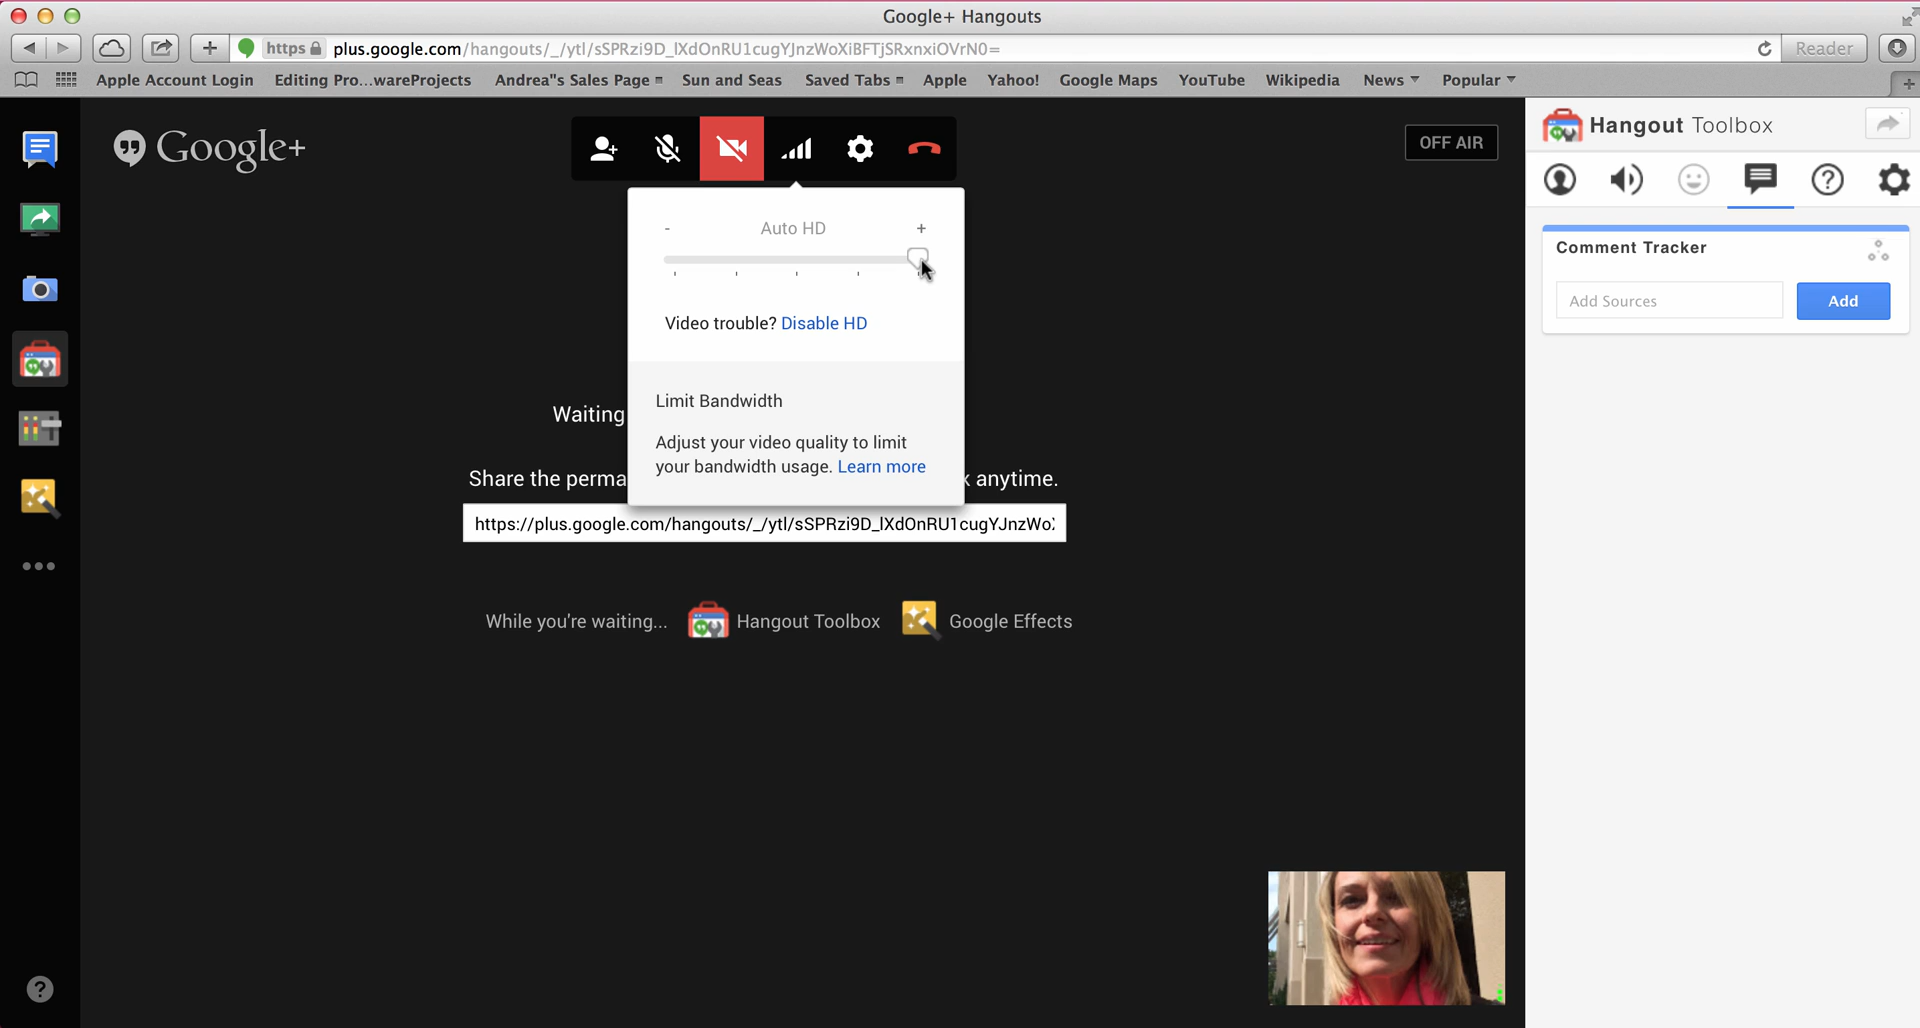 Google+ Hangouts
https plus.google.com/hangouts/_/ytl/sSPRzi9D_lXdOnRU1cugYJnzWoXiBFTjSRxnxiOVrN0=
Reader
Apple Account Login Editing Pro...wareProjects Andrea"s Sales Page Sun and Seas Saved Tabs Apple Yahoo! Google Maps YouTube Wikipedia News Popular
Google+
OFF AIR
Hangout Toolbox
- Auto HD +
Video trouble? Disable HD
Comment Tracker
Add Sources
Add
Limit Bandwidth
Adjust your video quality to limit
your bandwidth usage. Learn more
Waiting
Share the perma
k anytime.
https://plus.google.com/hangouts/_/ytl/sSPRzi9D_lXdOnRU1cugYJnzWo
While you're waiting... Hangout Toolbox Google Effects